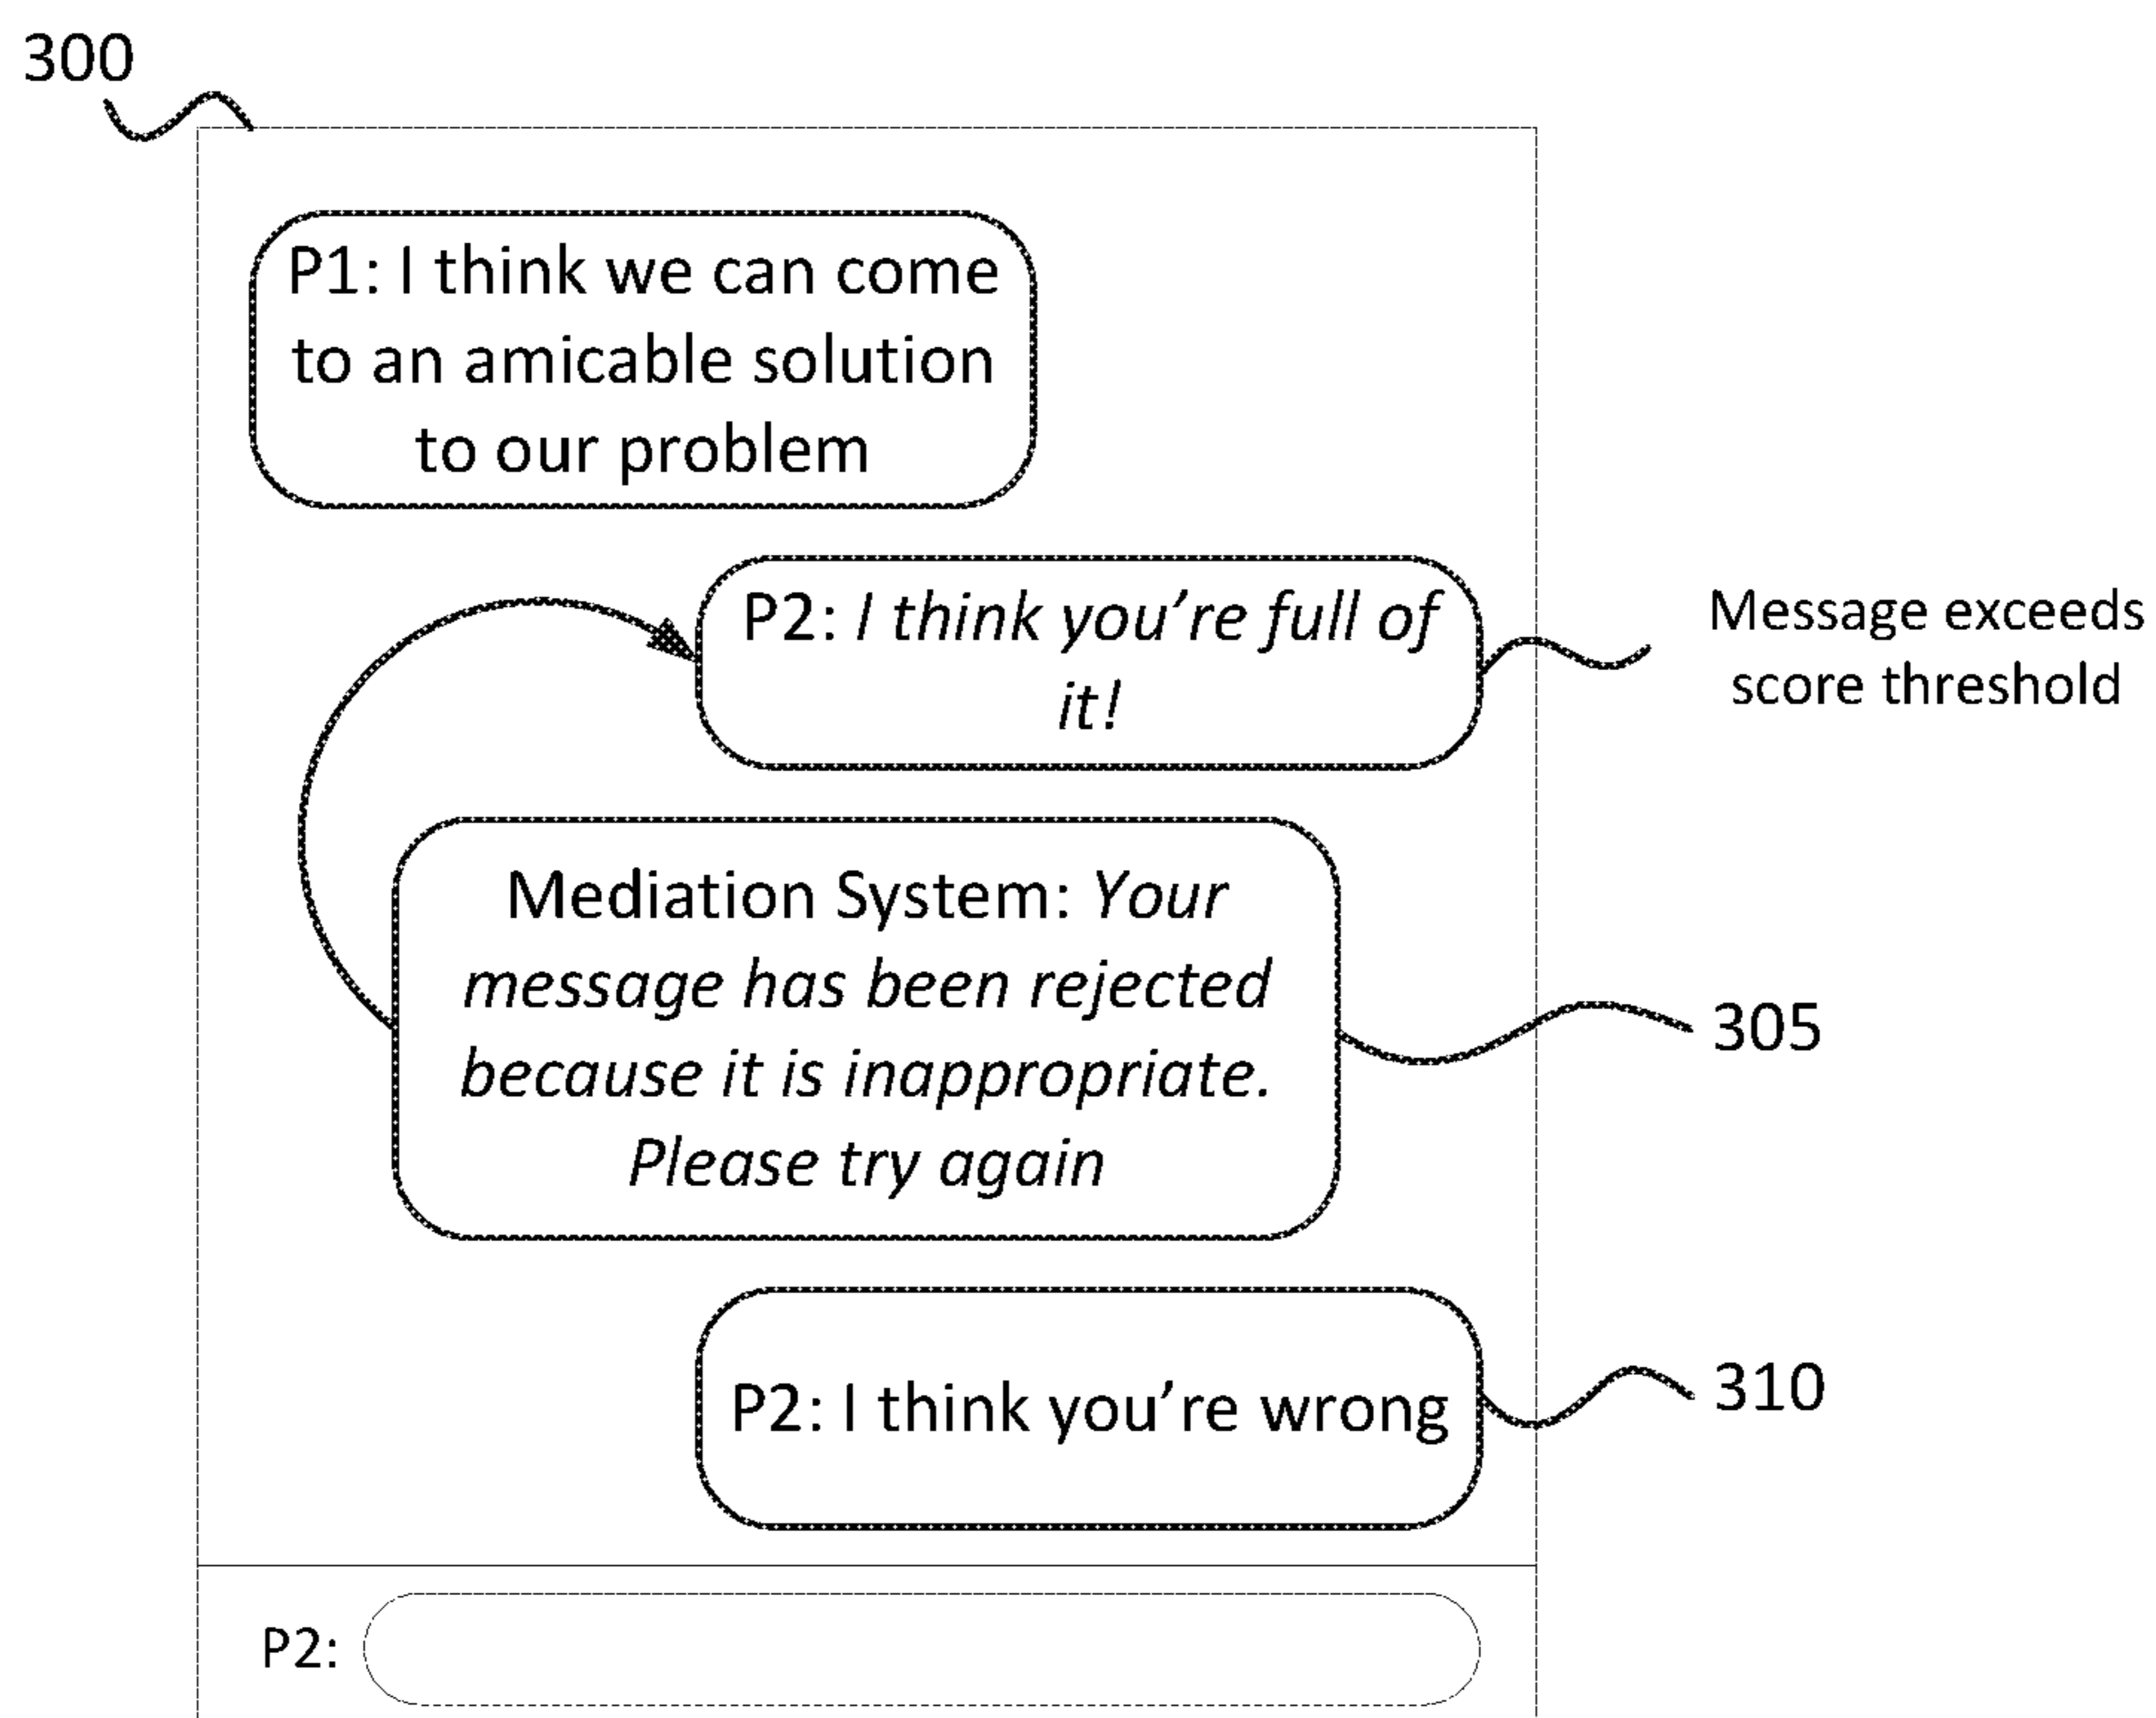 300
P1: I think we can come
to an amicable solution
to our problem
P2: I think you’re full of
it!
Message exceeds
score threshold
Mediation System: Your
message has been rejected
because it is inappropriate.
Please try again
305
P2: I think you’re wrong
310
P2: